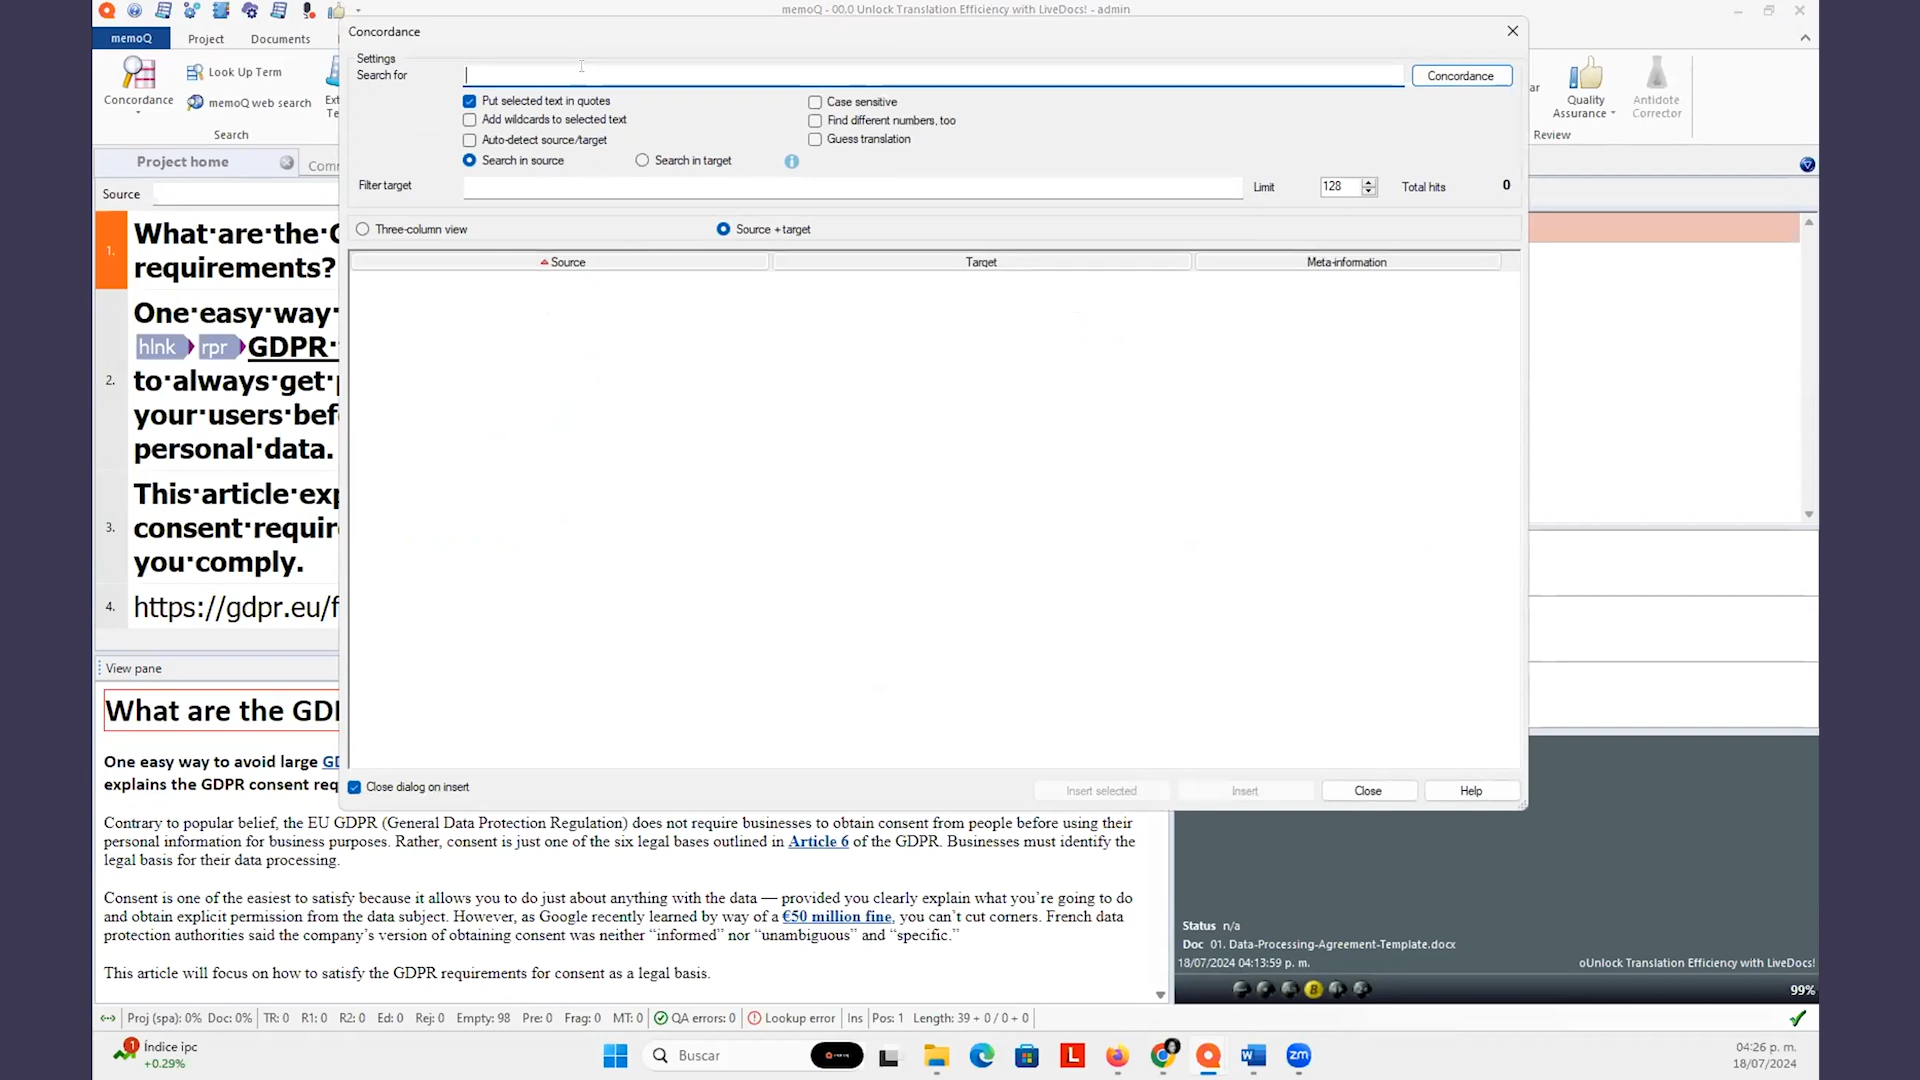 memoQ - 00.0 Unlock Translation Efficiency with LiveDocs! - admin
memoQ
Project
Documents
Concordance
Settings
Search for
Concordance
Put selected text in quotes
Case sensitive
Add wildcards to selected text
Find different numbers, too
Auto-detect source/target
Guess translation
Search in source
Search in target
Filter target
Limit
128
Total hits
0
Three-column view
Source + target
Source
Target
Meta-information
Close dialog on insert
Insert selected
Insert
Close
Help
Concordance
Look Up Term
memoQ web search
Search
Quality
Assurance
Antidote
Corrector
Review
Project home
Source
1.
What·are·the·
requirements?
2.
One·easy·way·
hlnk rpr GDPR·
to·always·get·
your·users·bef
personal·data.
3.
This·article·exp
consent·requir
you·comply.
4.
https://gdpr.eu/f
View pane
What are the GD
One easy way to avoid large
explains the GDPR consent req
Contrary to popular belief, the EU GDPR (General Data Protection Regulation) does not require businesses to obtain consent from people before using their
personal information for business purposes. Rather, consent is just one of the six legal bases outlined in Article 6 of the GDPR. Businesses must identify the
legal basis for their data processing.
Consent is one of the easiest to satisfy because it allows you to do just about anything with the data — provided you clearly explain what you’re going to do
and obtain explicit permission from the data subject. However, as Google recently learned by way of a €50 million fine, you can’t cut corners. French data
protection authorities said the company’s version of obtaining consent was neither “informed” nor “unambiguous” and “specific.”
This article will focus on how to satisfy the GDPR requirements for consent as a legal basis.
Status n/a
Doc 01. Data-Processing-Agreement-Template.docx
18/07/2024 04:13:59 p. m.
oUnlock Translation Efficiency with LiveDocs!
99%
Proj (spa): 0% Doc: 0% TR: 0 R1: 0 R2: 0 Ed: 0 Rej: 0 Empty: 98 Pre: 0 Frag: 0 MT: 0 QA errors: 0 Lookup error Ins Pos: 1 Length: 39 + 0 / 0 + 0
1
Índice ipc
+0.29%
Buscar
L
W
zm
04:26 p. m.
18/07/2024